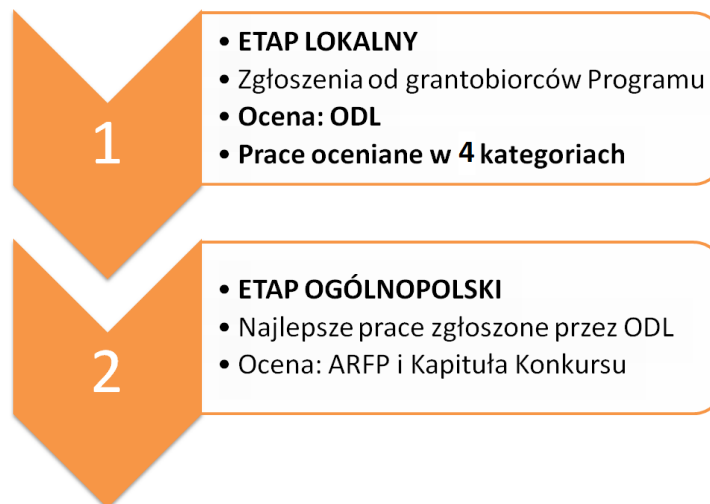 1
• ETAP LOKALNY
• Zgłoszenia od grantobiorców Programu
• Ocena: ODL
• Prace oceniane w 4 kategoriach
2
• ETAP OGÓLNOPOLSKI
• Najlepsze prace zgłoszone przez ODL
• Ocena: ARFP i Kapituła Konkursu